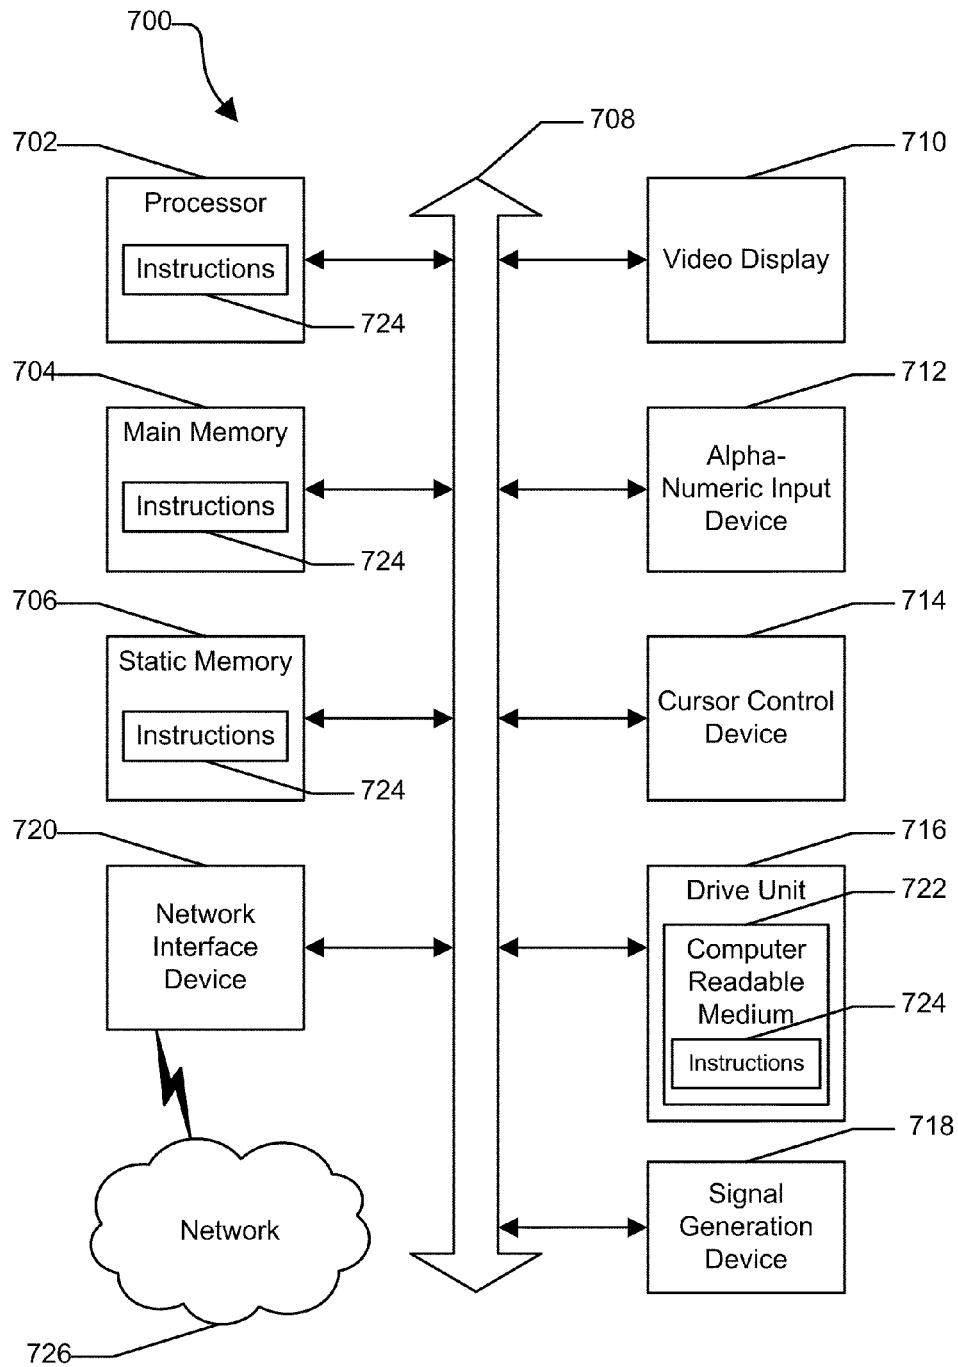 700
702
Processor
Instructions
724
704
Main Memory
Instructions
724
706
Static Memory
Instructions
724
720
Network
Interface
Device
Network
726
708
710
Video Display
712
Alpha-
Numeric Input
Device
714
Cursor Control
Device
716
Drive Unit
722
Computer
Readable
Medium
724
Instructions
718
Signal
Generation
Device